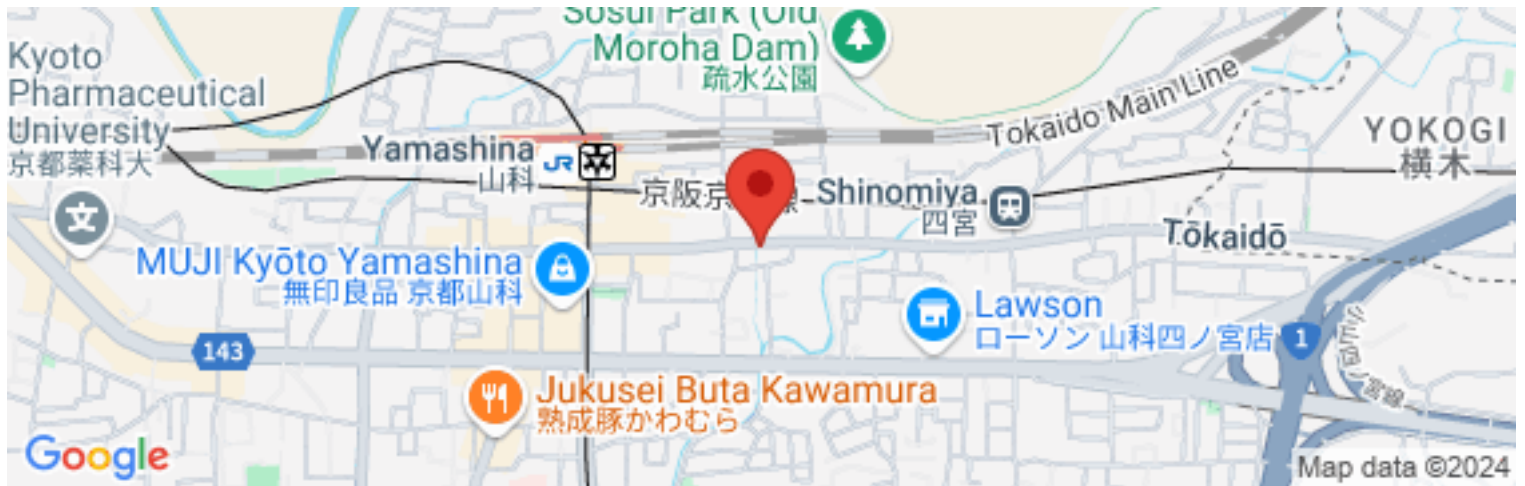 Sosui Park (Old
Moroha Dam)
疏水公園
Kyoto
Pharmaceutical
University
京都薬科大
Tokaido Main Line
YOKOGI
横木
Yamashina
山科
JR
京阪京
線
Shinomiya
四宮
文
Tōkaidō
MUJI Kyōto Yamashina
無印良品 京都山科
Lawson
ローソン 山科四ノ宮店
1
143
Jukusei Buta Kawamura
熟成豚かわむら
Google
Map data ©2024